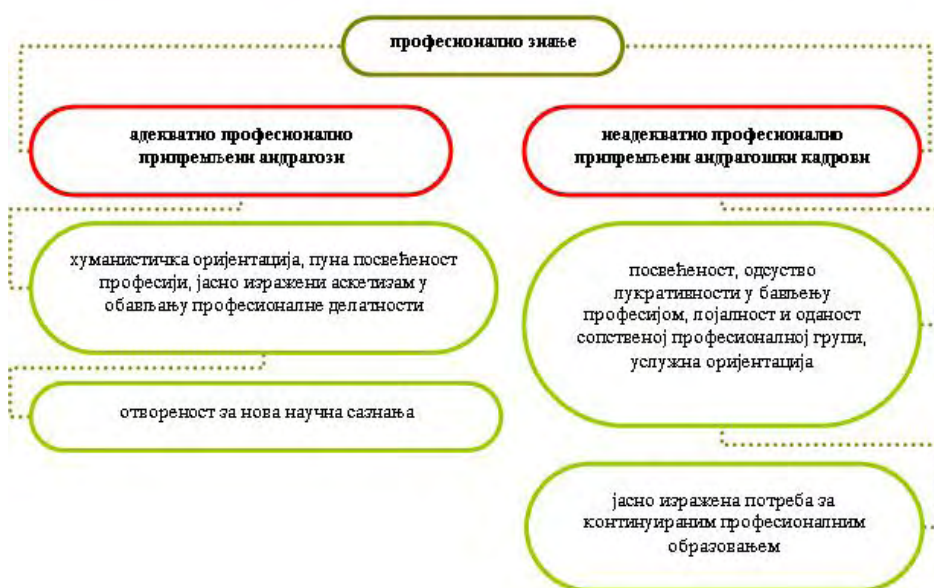 професионално знање
адекватно професионално
припремљени андрагози
неадекватно професионално
припремљени андрагошки кадрови
хуманистичка оријентација, пуна посвећеност
професији, јасно изражени аскетизам у
обављању професионалне делатности
посвећеност, одсуство
лукративности у бављењу
професијом, лојалност и оданост
сопственој професионалној групи,
услужна оријентација
отвореност за нова научна сазнања
јасно изражена потреба за
континуираним професионалним
образовањем